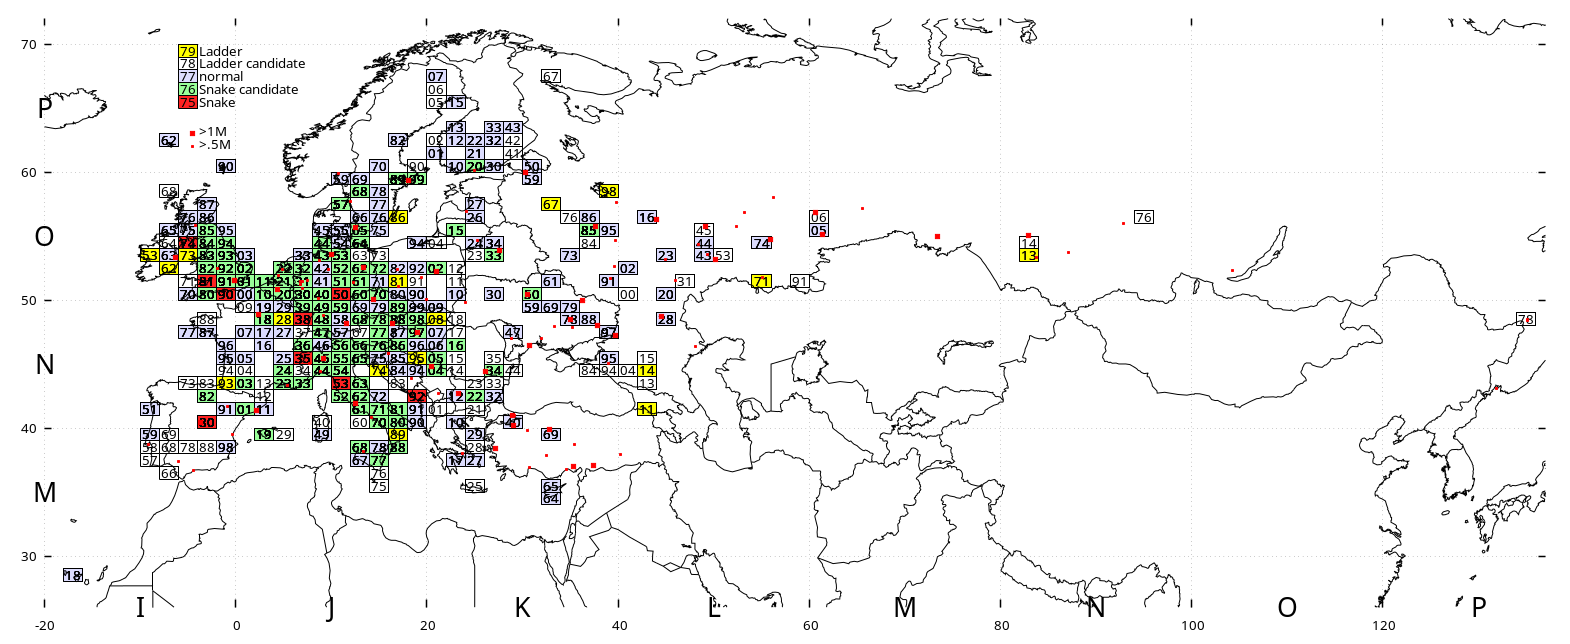 70
79 Ladder
78 Ladder candidate
77 normal 07 67
76 Snake candidate 06
75 Snake 05 15
P
13 33 43
>1M
62 82 02 12 22 32 42
>.5M
01 21 41
90 70 90 10 20 30 50
60
59 69 99 59
68 68 78 98
87 57 25 67
76 86 66 76 86 26 76 86 16 06 76
65 75 85 95 45 55 65 75 15 85 95 45 05
O
64 74 84 94 44 54 64 94 04 24 34 84 44 74 14
53 63 73 83 93 03 33 43 53 63 73 23 33 73 23 43 53 13
62 82 92 02 22 32 42 52 62 72 82 92 02 12 02
71 81 91 01 11 21 31 41 51 61 71 81 91 11 61 91 31 71 91
50 70 80 90 00 10 20 30 40 50 60 70 80 90 10 30 50 00 20
09 19 29 39 49 59 69 79 89 99 09 59 69 79
88 18 28 38 48 58 68 78 88 98 08 18 78 88 28 78
77 87 07 17 27 37 47 57 67 77 87 97 07 17 47 97
96 16 36 46 56 66 76 86 96 06 16
95 05 25 35 45 55 65 75 85 95 05 15 35 95 15
N
94 04 24 34 44 54 74 84 94 04 14 34 44 84 94 04 14
73 83 93 03 13 23 33 53 63 83 23 33 13
82 12 52 62 72 92 12 22 32
51 91 01 11 61 71 81 91 01 21 11
30 40 60 70 80 90 10 40
40
59 69 19 29 49 89 29 69
58 68 78 88 98 68 78 88 28
57 67 77 17 27
66 76
75 25 65
M
64
30
18
I J K L M N O P
-20 0 20 40 60 80 100 120